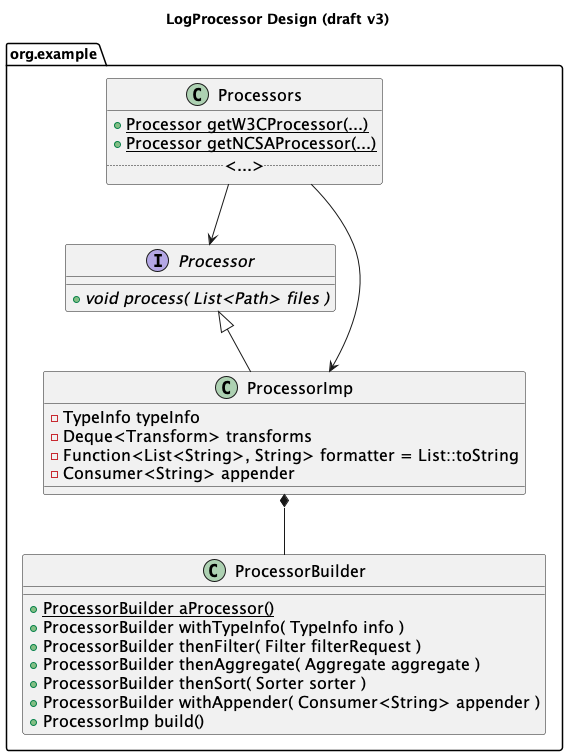 LogProcessor Design (draft v3)
org.example
C Processors
Processor getW3CProcessor(...)
Processor getNCSAProcessor(...)
<...>
I Processor
void process( List<Path> files )
C ProcessorImp
TypeInfo typeInfo
Deque<Transform> transforms
Function<List<String>, String> formatter = List::toString
Consumer<String> appender
C ProcessorBuilder
ProcessorBuilder aProcessor()
ProcessorBuilder withTypeInfo( TypeInfo info )
ProcessorBuilder thenFilter( Filter filterRequest )
ProcessorBuilder thenAggregate( Aggregate aggregate )
ProcessorBuilder thenSort( Sorter sorter )
ProcessorBuilder withAppender( Consumer<String> appender )
ProcessorImp build()